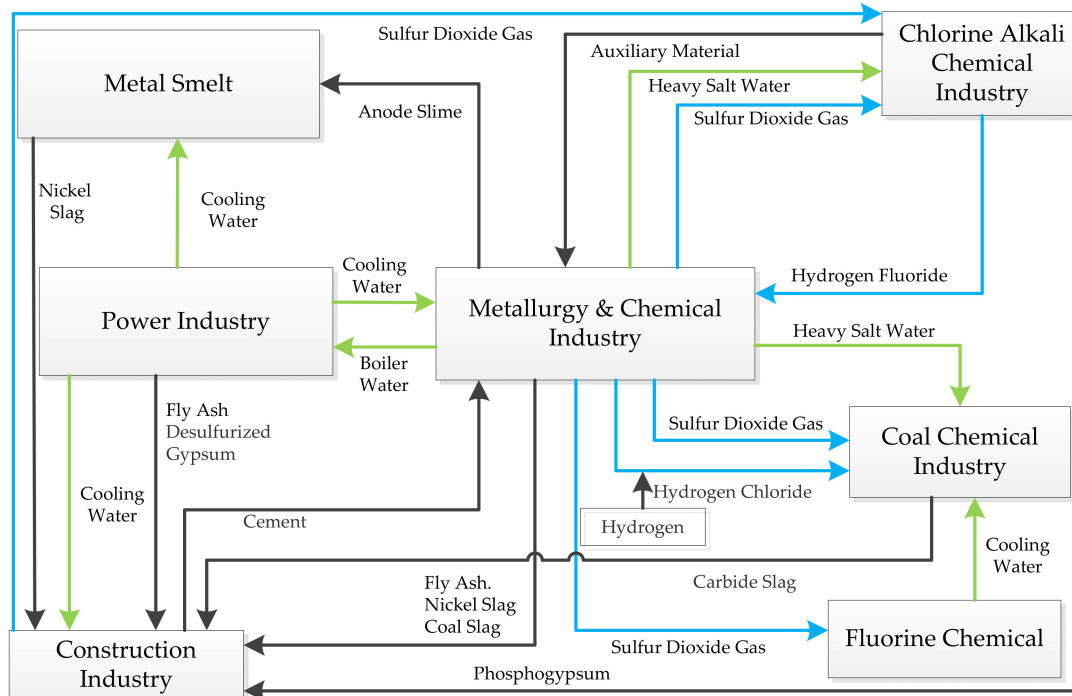 Sulfur Dioxide Gas
Chlorine Alkali
Chemical
Industry
Auxiliary Material
Heavy Salt Water
Metal Smelt
Anode Slime
Sulfur Dioxide Gas
Nickel
Slag
Cooling
Water
Cooling
Water
Hydrogen Fluoride
Power Industry
Metallurgy & Chemical
Industry
Heavy Salt Water
Boiler
Water
Fly Ash
Desulfurized
Gypsum
Sulfur Dioxide Gas
Coal Chemical
Industry
Cooling
Water
Hydrogen Chloride
Cement
Hydrogen
Cooling
Water
Fly Ash.
Nickel Slag
Coal Slag
Carbide Slag
Construction
Industry
Sulfur Dioxide Gas
Fluorine Chemical
Phosphogypsum